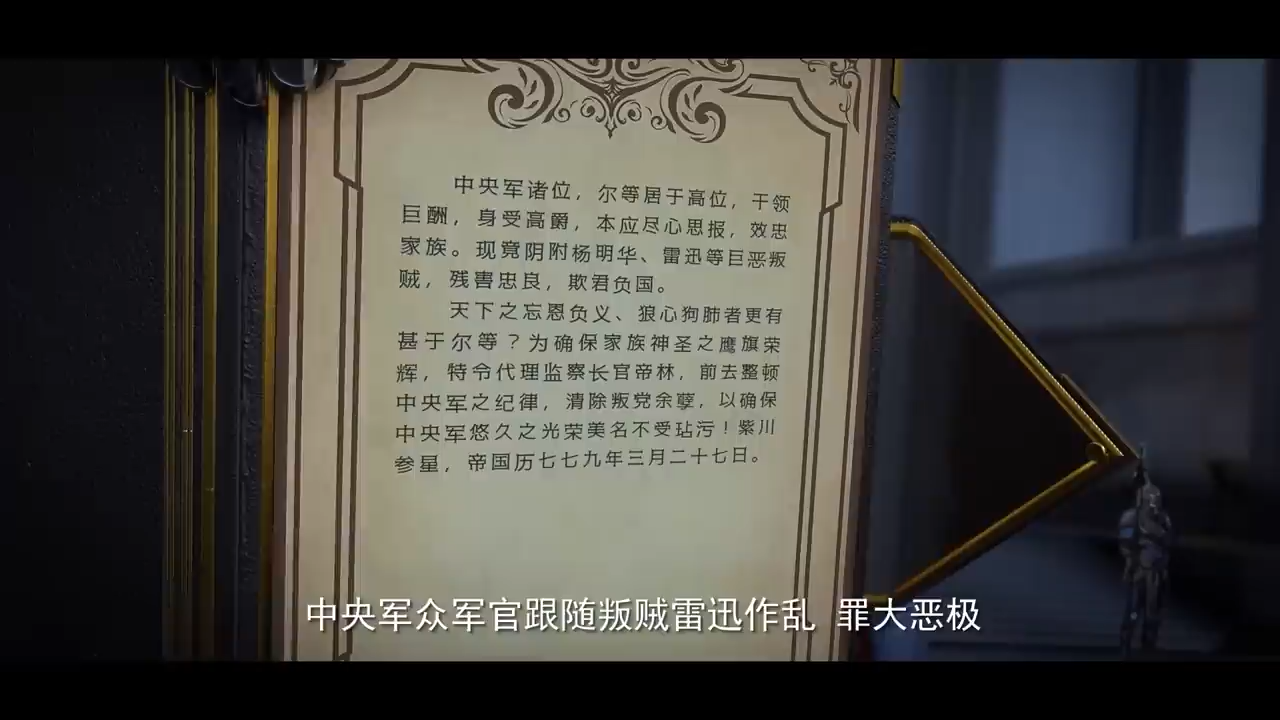 中央军诸位，尔等居于高位，干领
巨酬，身受高爵，本应尽心思报，效忠
家族。现竟阴附杨明华、雷迅等巨恶叛
贼，残害忠良，欺君负国。
天下之忘恩负义、狼心狗肺者更有
甚于尔等？为确保家族神圣之鹰旗荣
辉，特令代理监察长官帝林，前去整顿
中央军之纪律，清除叛党余孽，以确保
中央军悠久之光荣美名不受玷污！紫川
参星，帝国历七七九年三月二十七日。
中央军众军官跟随叛贼雷迅作乱 罪大恶极